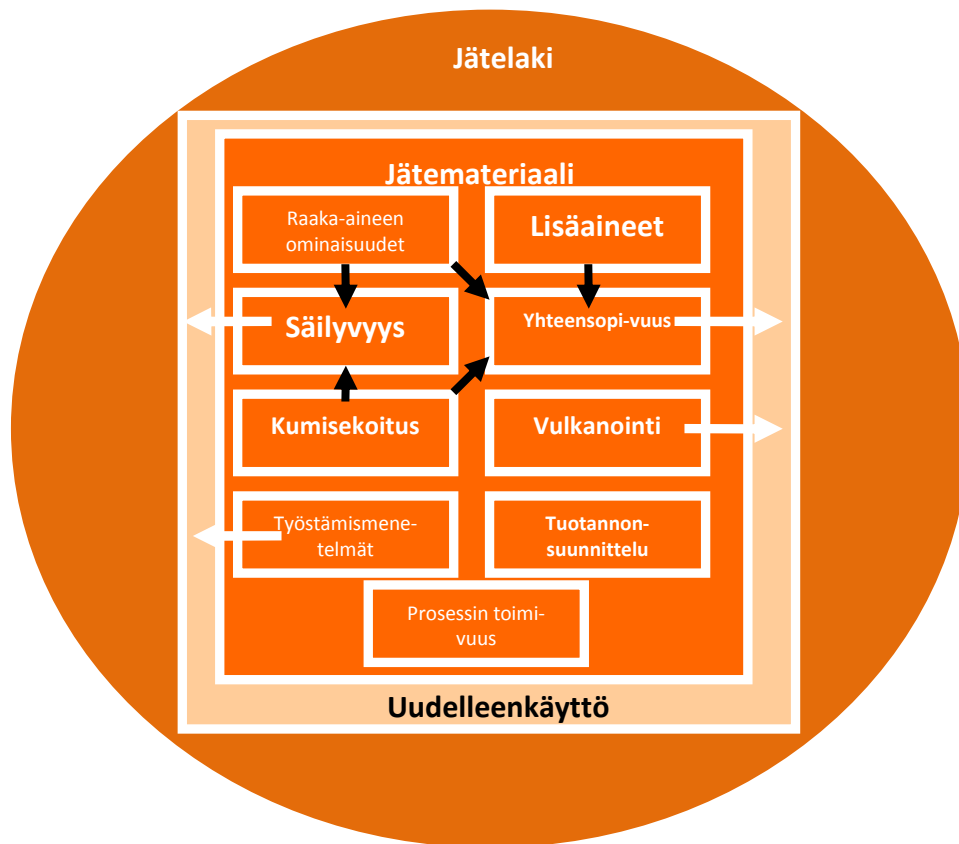 Jätelaki
Jätemateriaali
Raaka-aineen
ominaisuudet
Lisäaineet
Säilyvyys
Yhteensopi-vuus
Kumisekoitus
Vulkanointi
Työstämismene-
telmät
Tuotannon-
suunnittelu
Prosessin toimi-
vuus
Uudelleenkäyttö